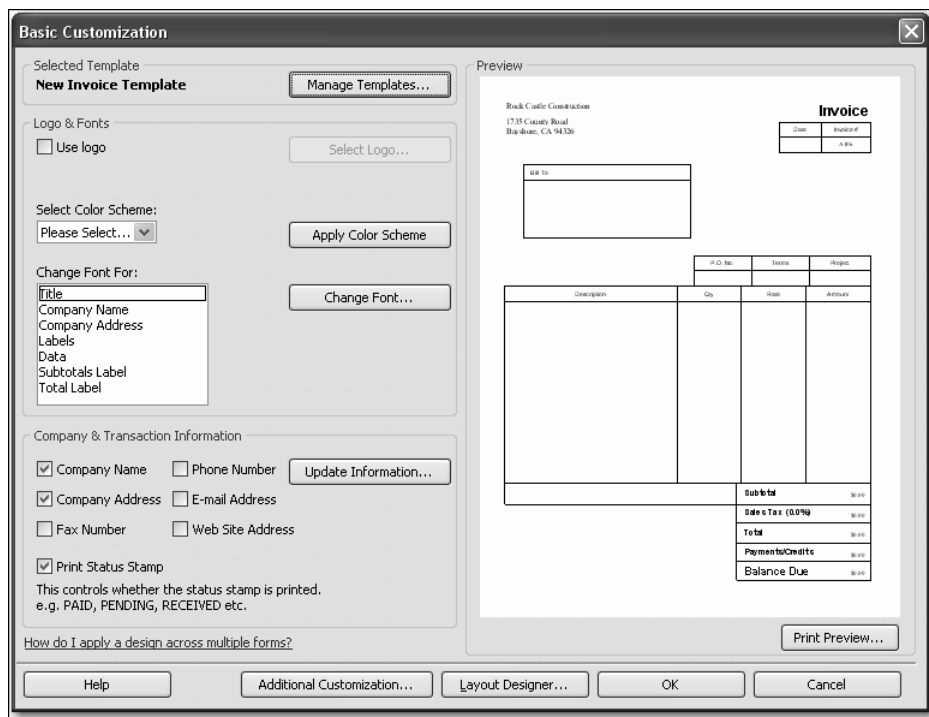 Basic Customization
Selected Template
New Invoice Template
Manage Templates...
Logo & Fonts
Use logo
Select Logo...
Select Color Scheme:
Please Select...
Apply Color Scheme
Change Font For:
Change Font...
Title
Company Name
Company Address
Labels
Data
Subtotals Label
Total Label
Company & Transaction Information
Company Name Phone Number Update Information...
Company Address E-mail Address
Fax Number Web Site Address
Print Status Stamp
This controls whether the status stamp is printed.
e.g. PAID, PENDING, RECEIVED etc.
How do I apply a design across multiple forms?
Preview
Rock Castle Construction
1735 County Road
Bayshore, CA 94326
Invoice
Date Invoice #
Bill To
P.O. No. Terms Project
Description Qty Rate Amount
Subtotal $0.00
Sales Tax (0.0%) $0.00
Total $0.00
Payments/Credits $0.00
Balance Due $0.00
Print Preview...
Help Additional Customization... Layout Designer... OK Cancel